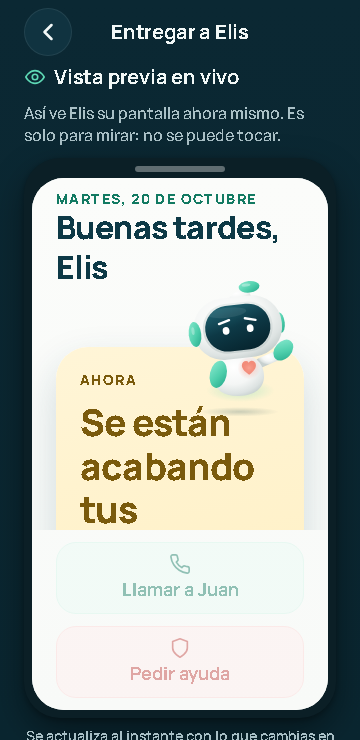 Entregar a Elis
Vista previa en vivo
Así ve Elis su pantalla ahora mismo. Es
solo para mirar: no se puede tocar.
MARTES, 20 DE OCTUBRE
Buenas tardes,
Elis
AHORA
Se están
acabando
tus
Llamar a Juan
Pedir ayuda
Se actualiza al instante con lo que cambias en